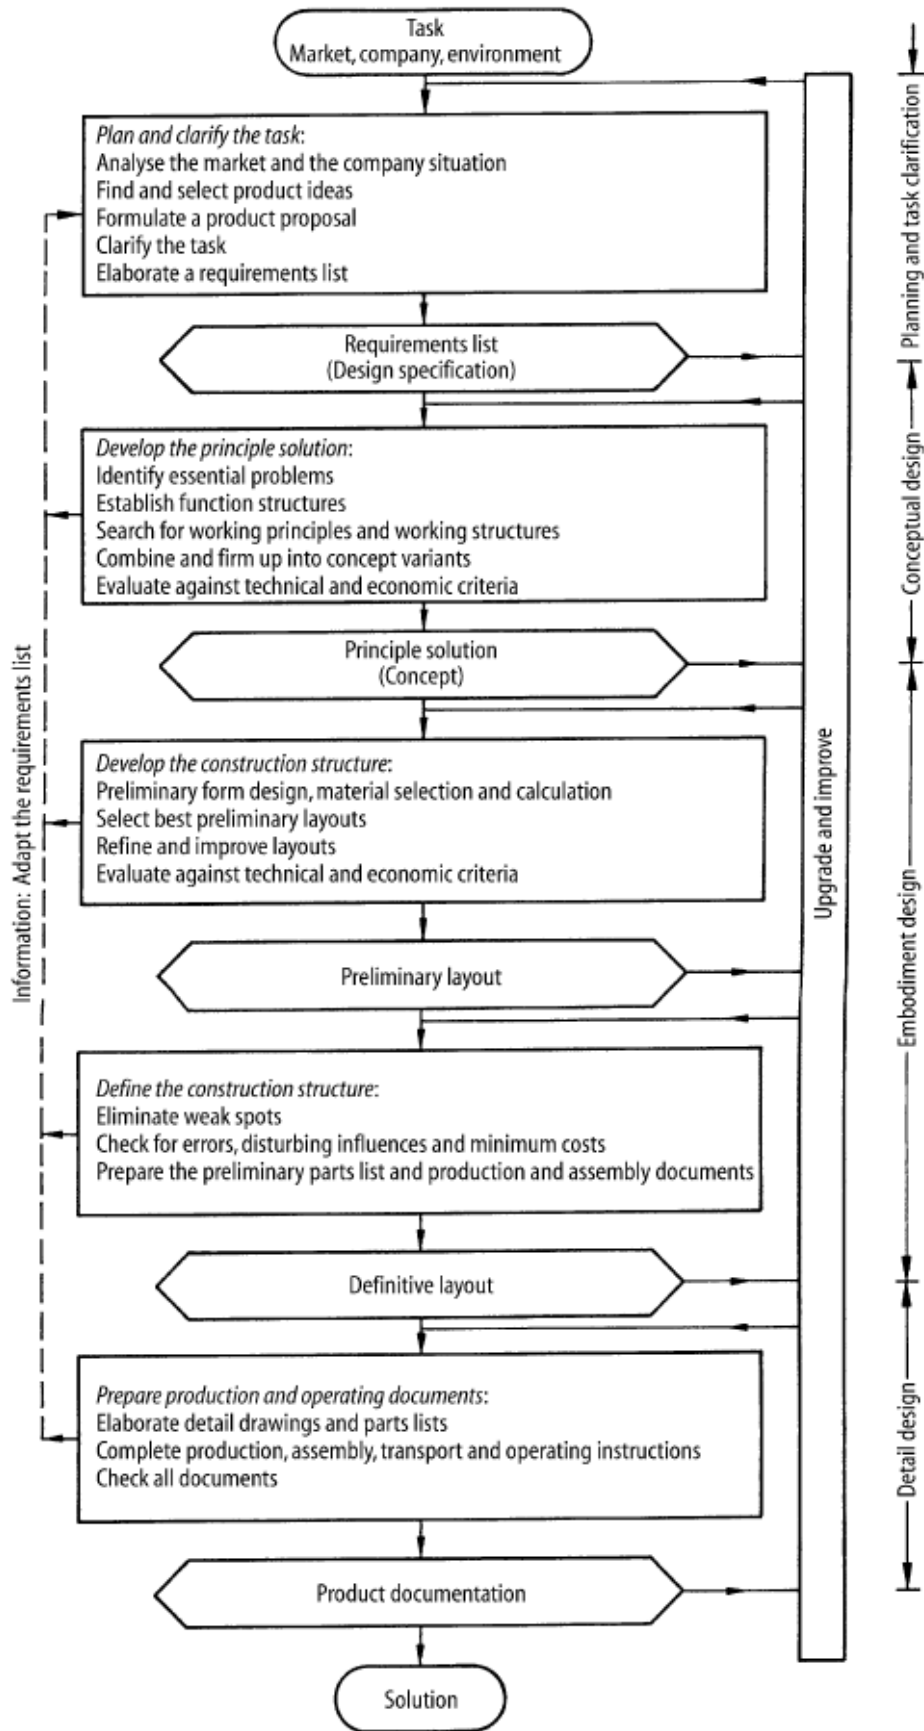 Task
Market, company, environment
Plan and clarify the task:
Analyse the market and the company situation
Find and select product ideas
Formulate a product proposal
Clarify the task
Elaborate a requirements list
Requirements list
(Design specification)
Develop the principle solution:
Identify essential problems
Establish function structures
Search for working principles and working structures
Combine and firm up into concept variants
Evaluate against technical and economic criteria
Principle solution
(Concept)
Develop the construction structure:
Preliminary form design, material selection and calculation
Select best preliminary layouts
Refine and improve layouts
Evaluate against technical and economic criteria
Preliminary layout
Define the construction structure:
Eliminate weak spots
Check for errors, disturbing influences and minimum costs
Prepare the preliminary parts list and production and assembly documents
Definitive layout
Prepare production and operating documents:
Elaborate detail drawings and parts lists
Complete production, assembly, transport and operating instructions
Check all documents
Product documentation
Solution
Information: Adapt the requirements list
Upgrade and improve
Planning and task clarification
Conceptual design
Embodiment design
Detail design